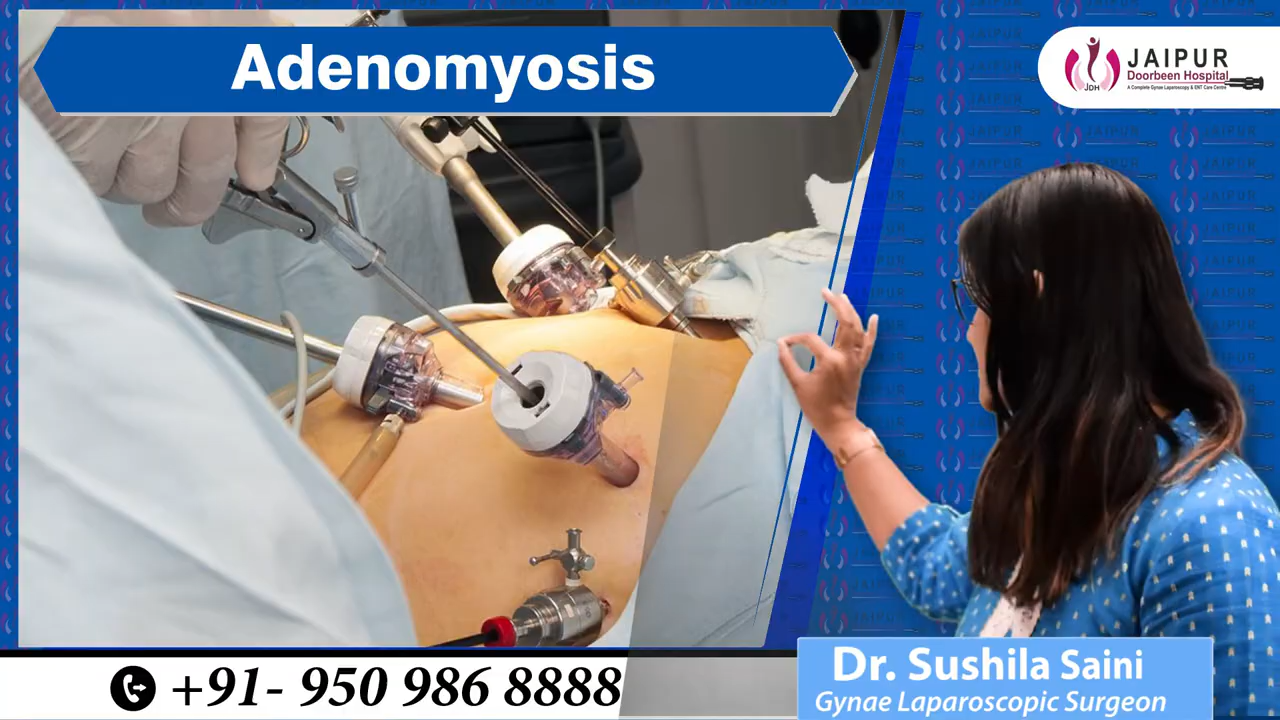 Adenomyosis
JAIPUR
Doorbeen Hospital
JDH
A Complete Gynae Laparoscopy & ENT Care Centre
+91- 950 986 8888
Dr. Sushila Saini
Gynae Laparoscopic Surgeon